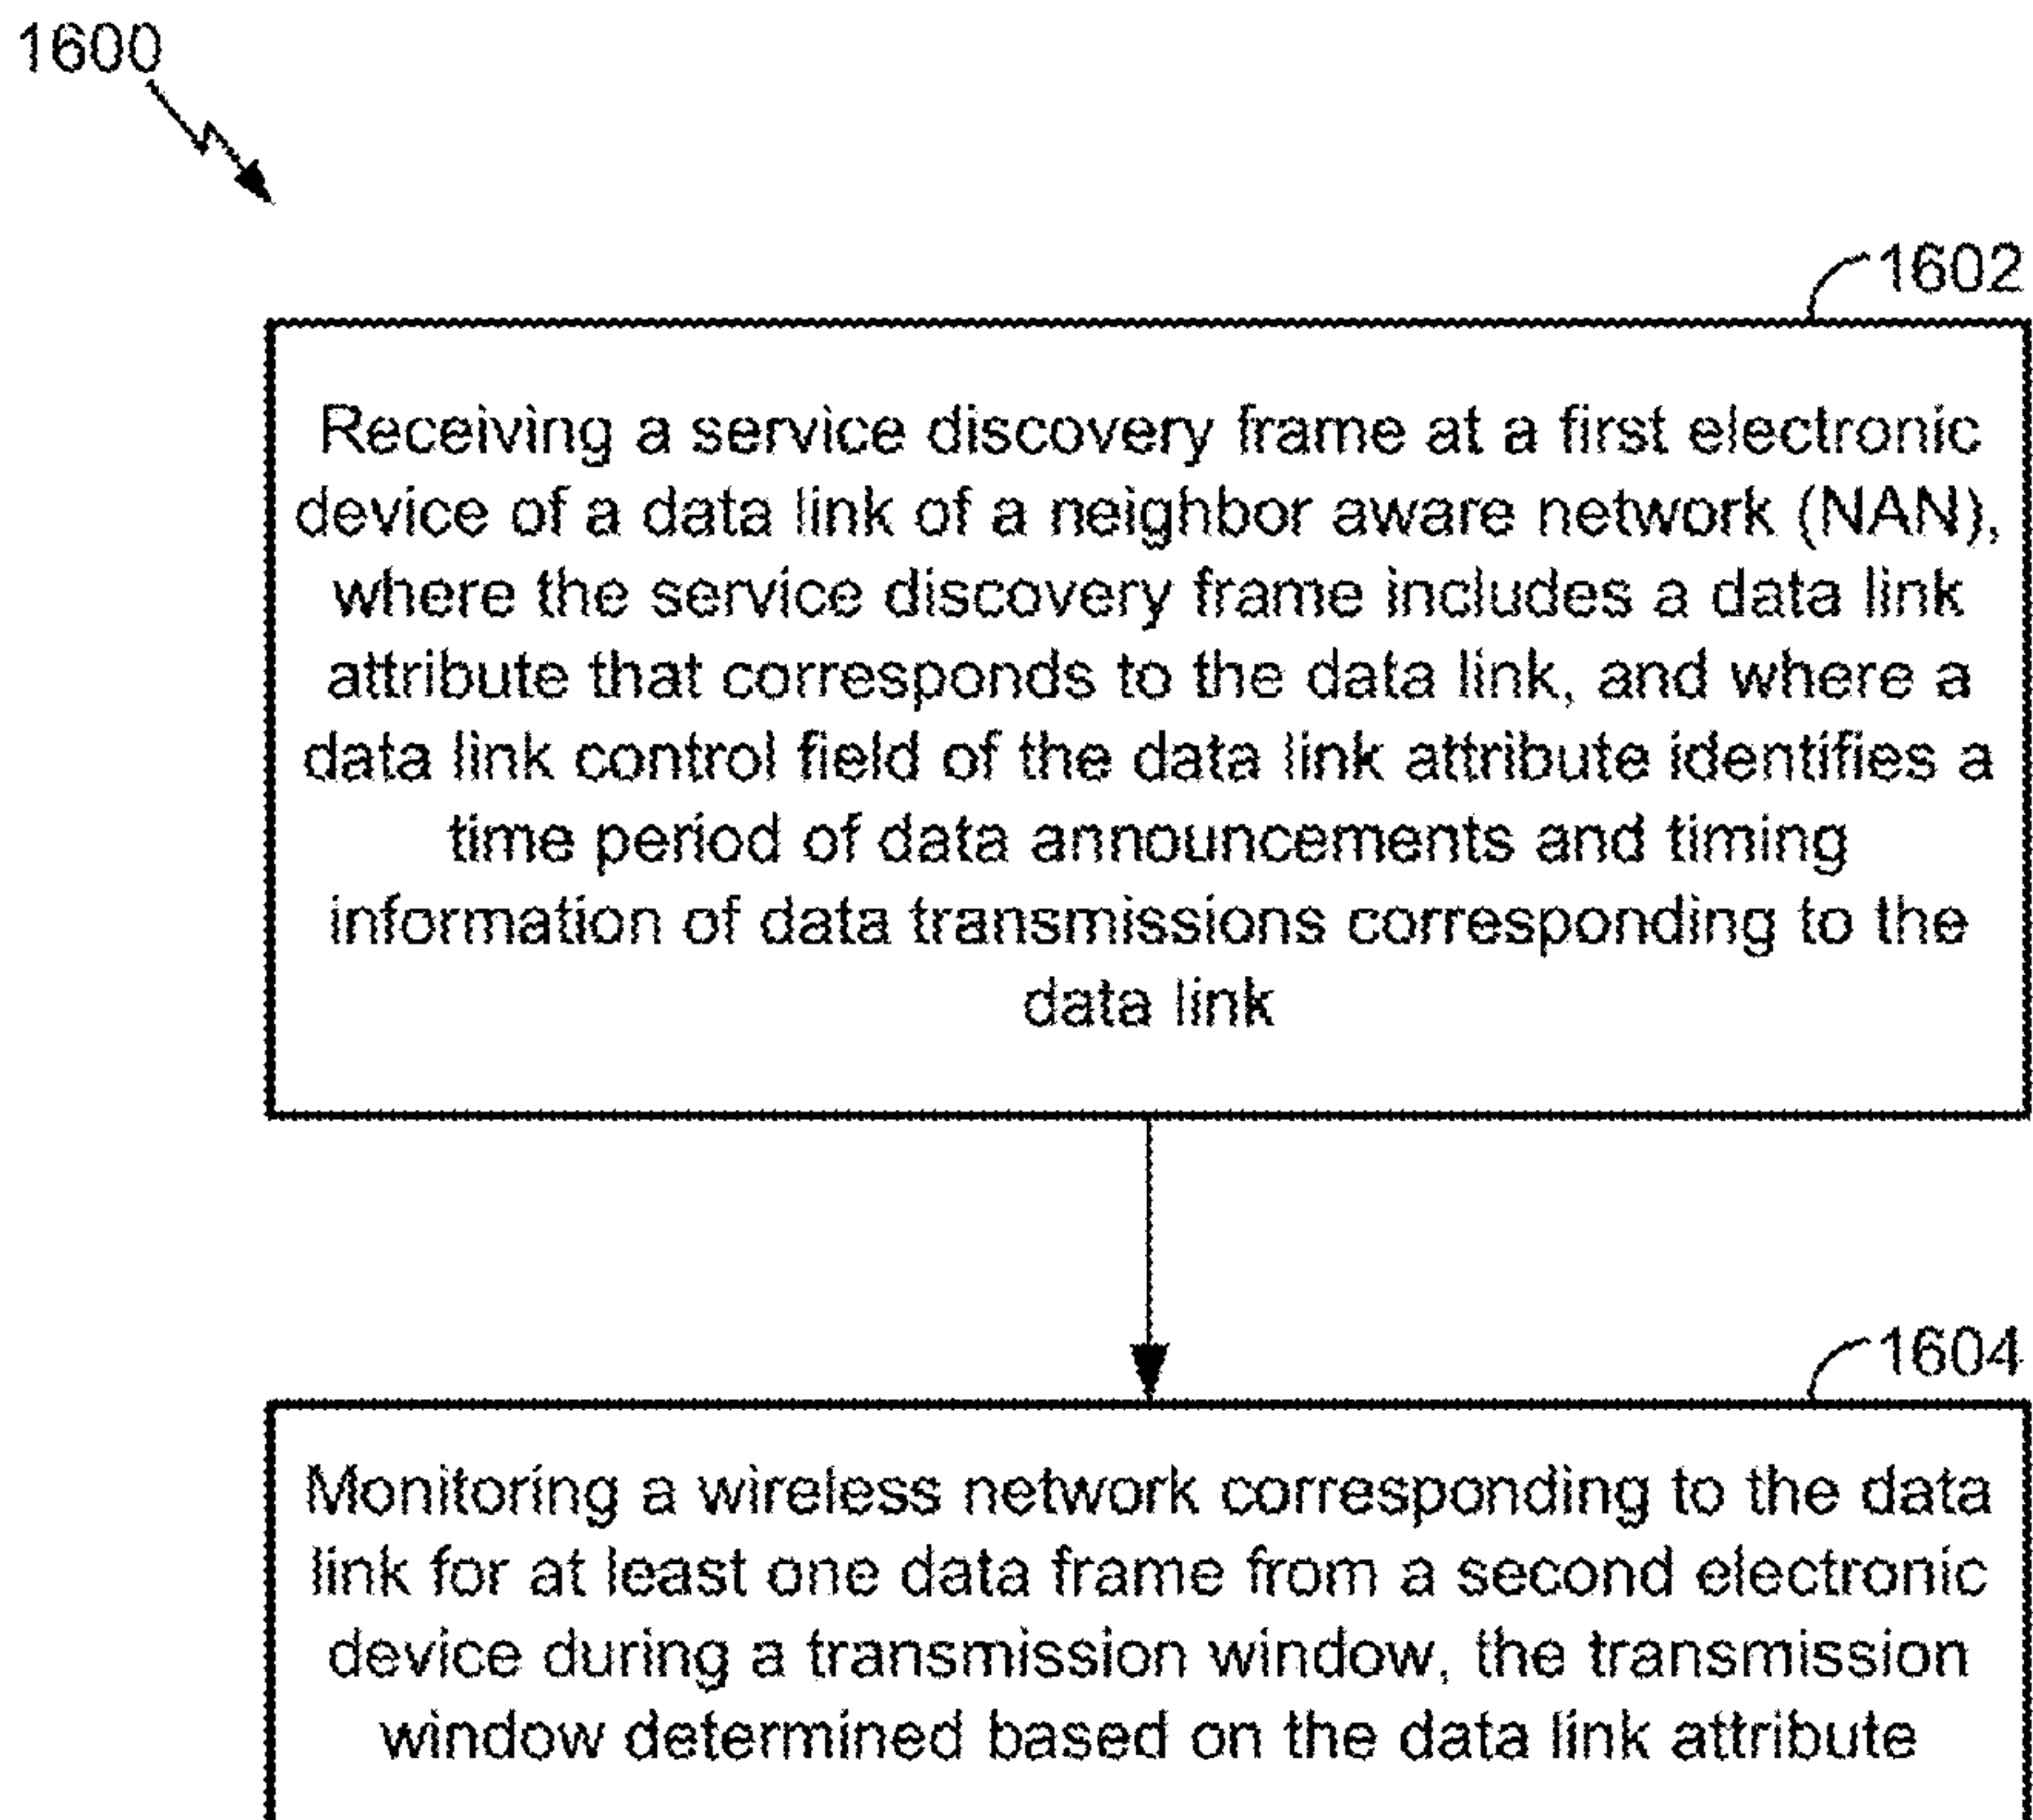 1600
1602
Receiving a service discovery frame at a first electronic
device of a data link of a neighbor aware network (NAN),
where the service discovery frame includes a data link
attribute that corresponds to the data link, and where a
data link control field of the data link attribute identifies a
time period of data announcements and timing
information of data transmissions corresponding to the
data link
1604
Monitoring a wireless network corresponding to the data
link for at least one data frame from a second electronic
device during a transmission window, the transmission
window determined based on the data link attribute